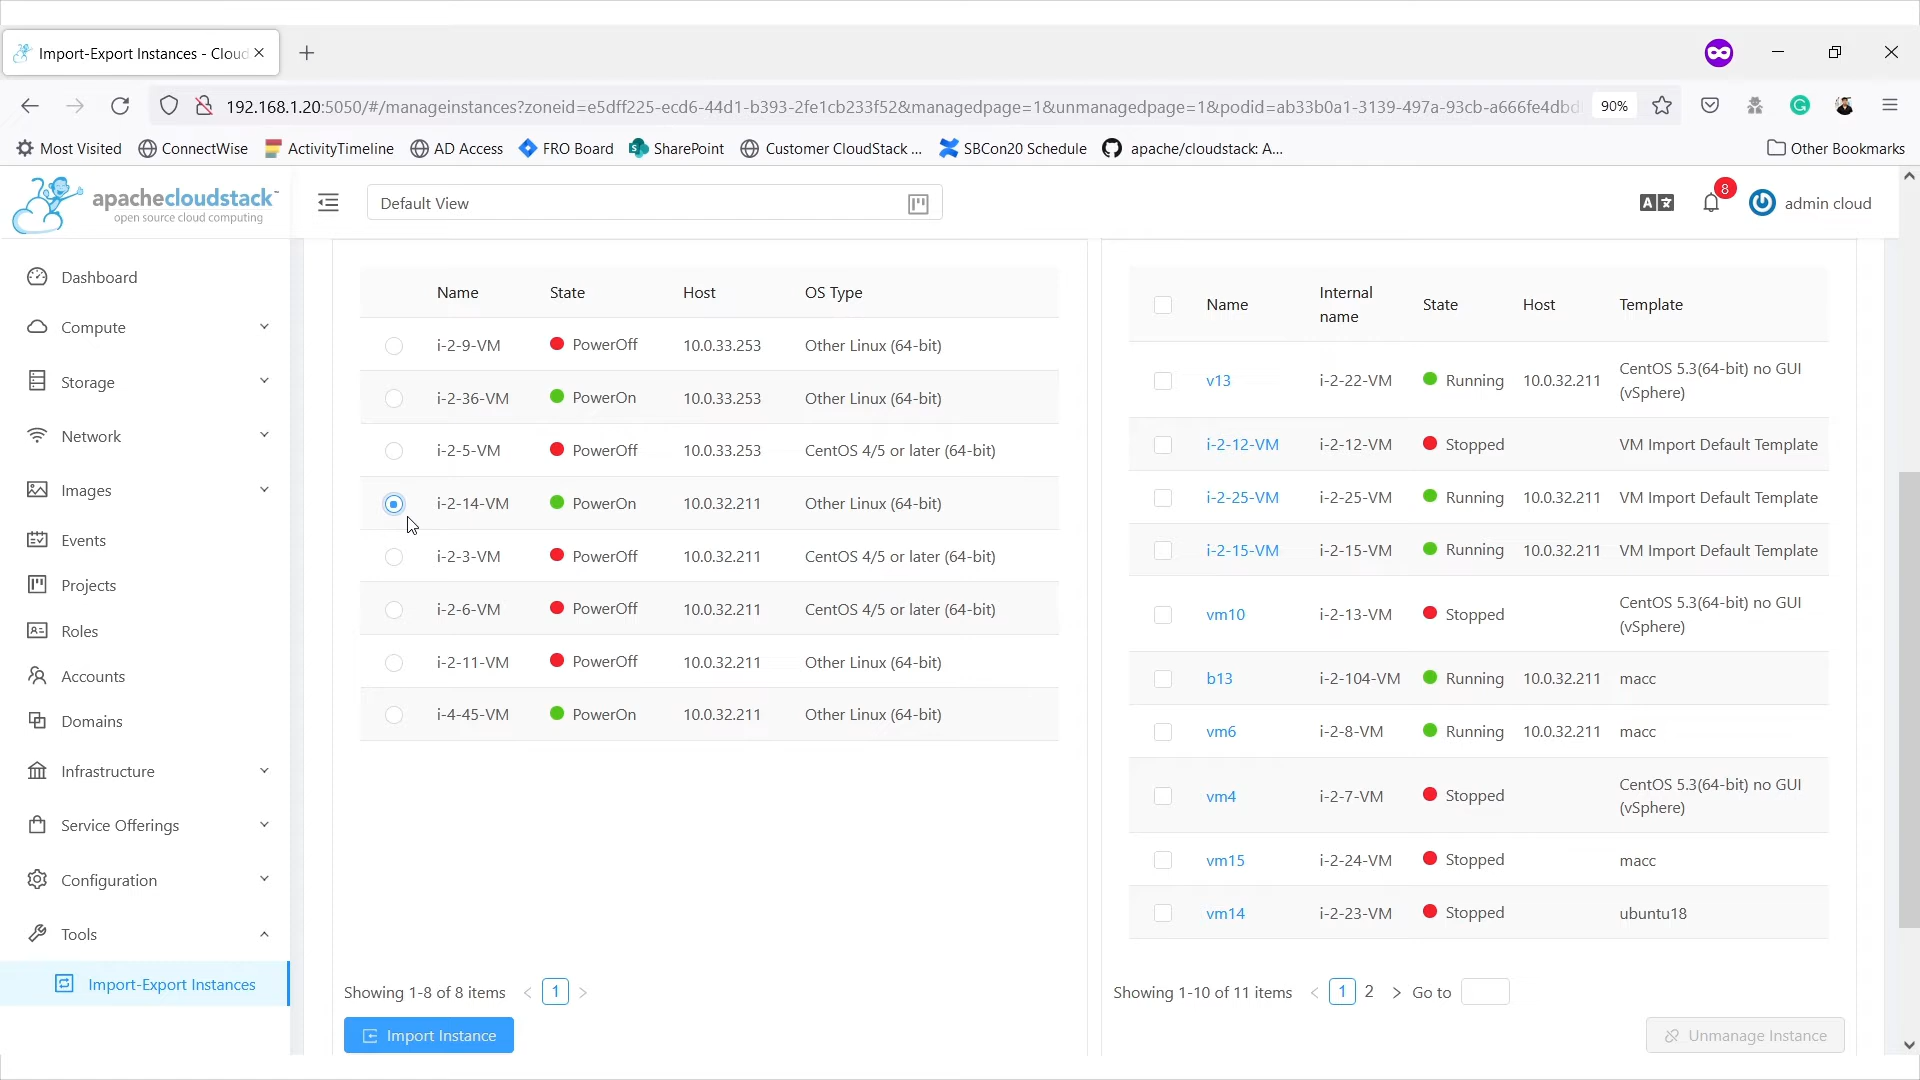 Import-Export Instances - Cloud
192.168.1.20:5050/#/manageinstances?zoneid=e5dff225-ecd6-44d1-b393-2fe1cb233f52&managedpage=1&unmanagedpage=1&podid=ab33b0a1-3139-497a-93cb-a666fe4dbd
90%
Most Visited ConnectWise ActivityTimeline AD Access FRO Board SharePoint Customer CloudStack ... SBCon20 Schedule apache/cloudstack: A... Other Bookmarks
apachecloudstack™
open source cloud computing
Default View
8
admin cloud
Dashboard
Compute
Storage
Network
Images
Events
Projects
Roles
Accounts
Domains
Infrastructure
Service Offerings
Configuration
Tools
Import-Export Instances
Name State Host OS Type
i-2-9-VM PowerOff 10.0.33.253 Other Linux (64-bit)
i-2-36-VM PowerOn 10.0.33.253 Other Linux (64-bit)
i-2-5-VM PowerOff 10.0.33.253 CentOS 4/5 or later (64-bit)
i-2-14-VM PowerOn 10.0.32.211 Other Linux (64-bit)
i-2-3-VM PowerOff 10.0.32.211 CentOS 4/5 or later (64-bit)
i-2-6-VM PowerOff 10.0.32.211 CentOS 4/5 or later (64-bit)
i-2-11-VM PowerOff 10.0.32.211 Other Linux (64-bit)
i-4-45-VM PowerOn 10.0.32.211 Other Linux (64-bit)
Showing 1-8 of 8 items < 1 >
Import Instance
Name Internal name State Host Template
v13 i-2-22-VM Running 10.0.32.211 CentOS 5.3(64-bit) no GUI (vSphere)
i-2-12-VM i-2-12-VM Stopped VM Import Default Template
i-2-25-VM i-2-25-VM Running 10.0.32.211 VM Import Default Template
i-2-15-VM i-2-15-VM Running 10.0.32.211 VM Import Default Template
vm10 i-2-13-VM Stopped CentOS 5.3(64-bit) no GUI (vSphere)
b13 i-2-104-VM Running 10.0.32.211 macc
vm6 i-2-8-VM Running 10.0.32.211 macc
vm4 i-2-7-VM Stopped CentOS 5.3(64-bit) no GUI (vSphere)
vm15 i-2-24-VM Stopped macc
vm14 i-2-23-VM Stopped ubuntu18
Showing 1-10 of 11 items < 1 2 > Go to
Unmanage Instance